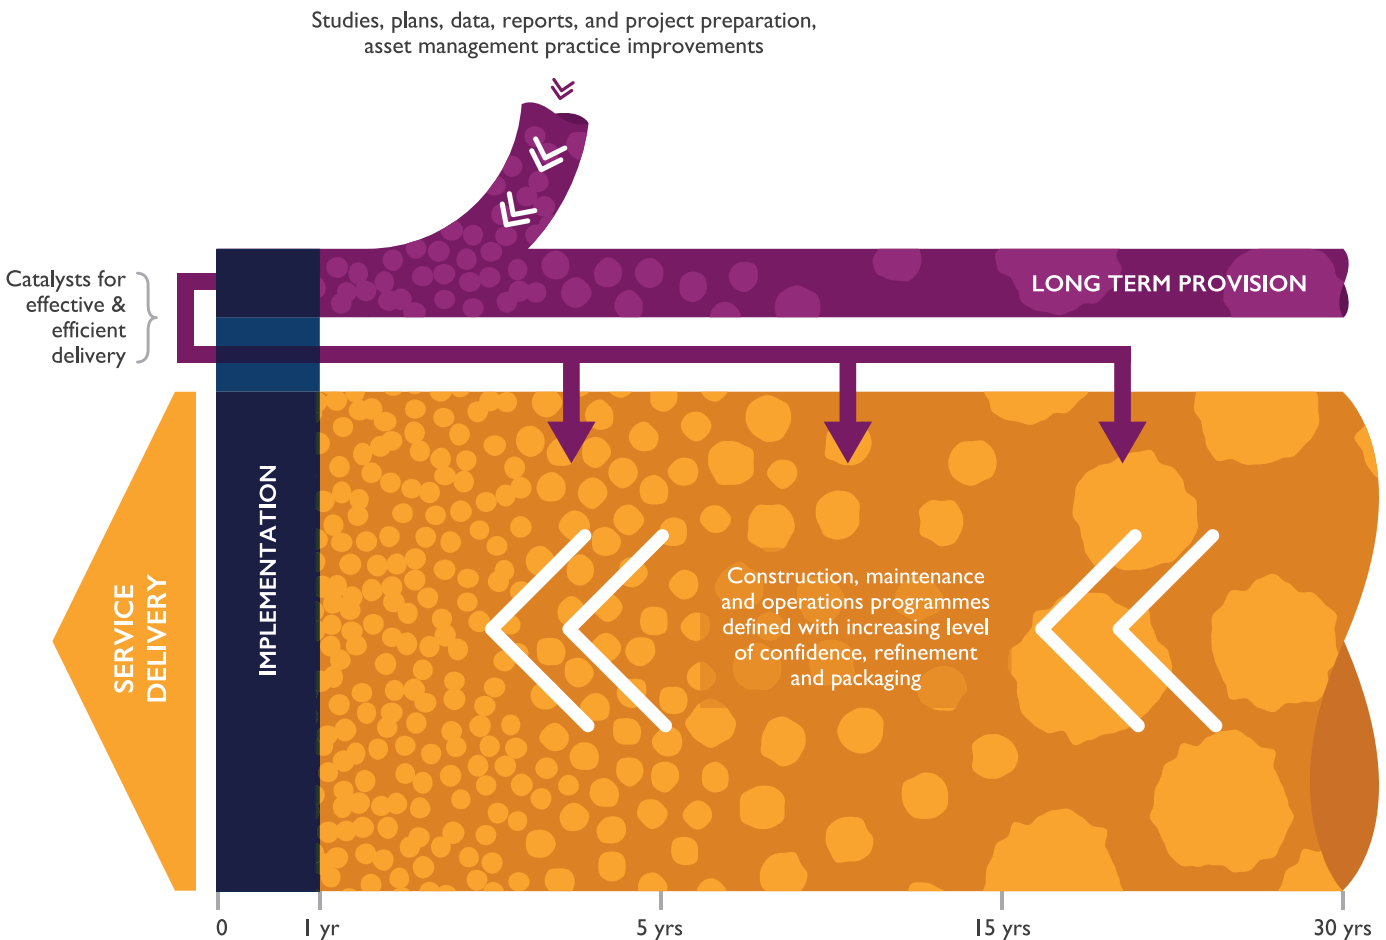 Studies, plans, data, reports, and project preparation,
asset management practice improvements
LONG TERM PROVISION
Catalysts for
effective &
efficient
delivery
SERVICE
DELIVERY
IMPLEMENTATION
Construction, maintenance
and operations programmes
defined with increasing level
of confidence, refinement
and packaging
0
1 yr
5 yrs
15 yrs
30 yrs